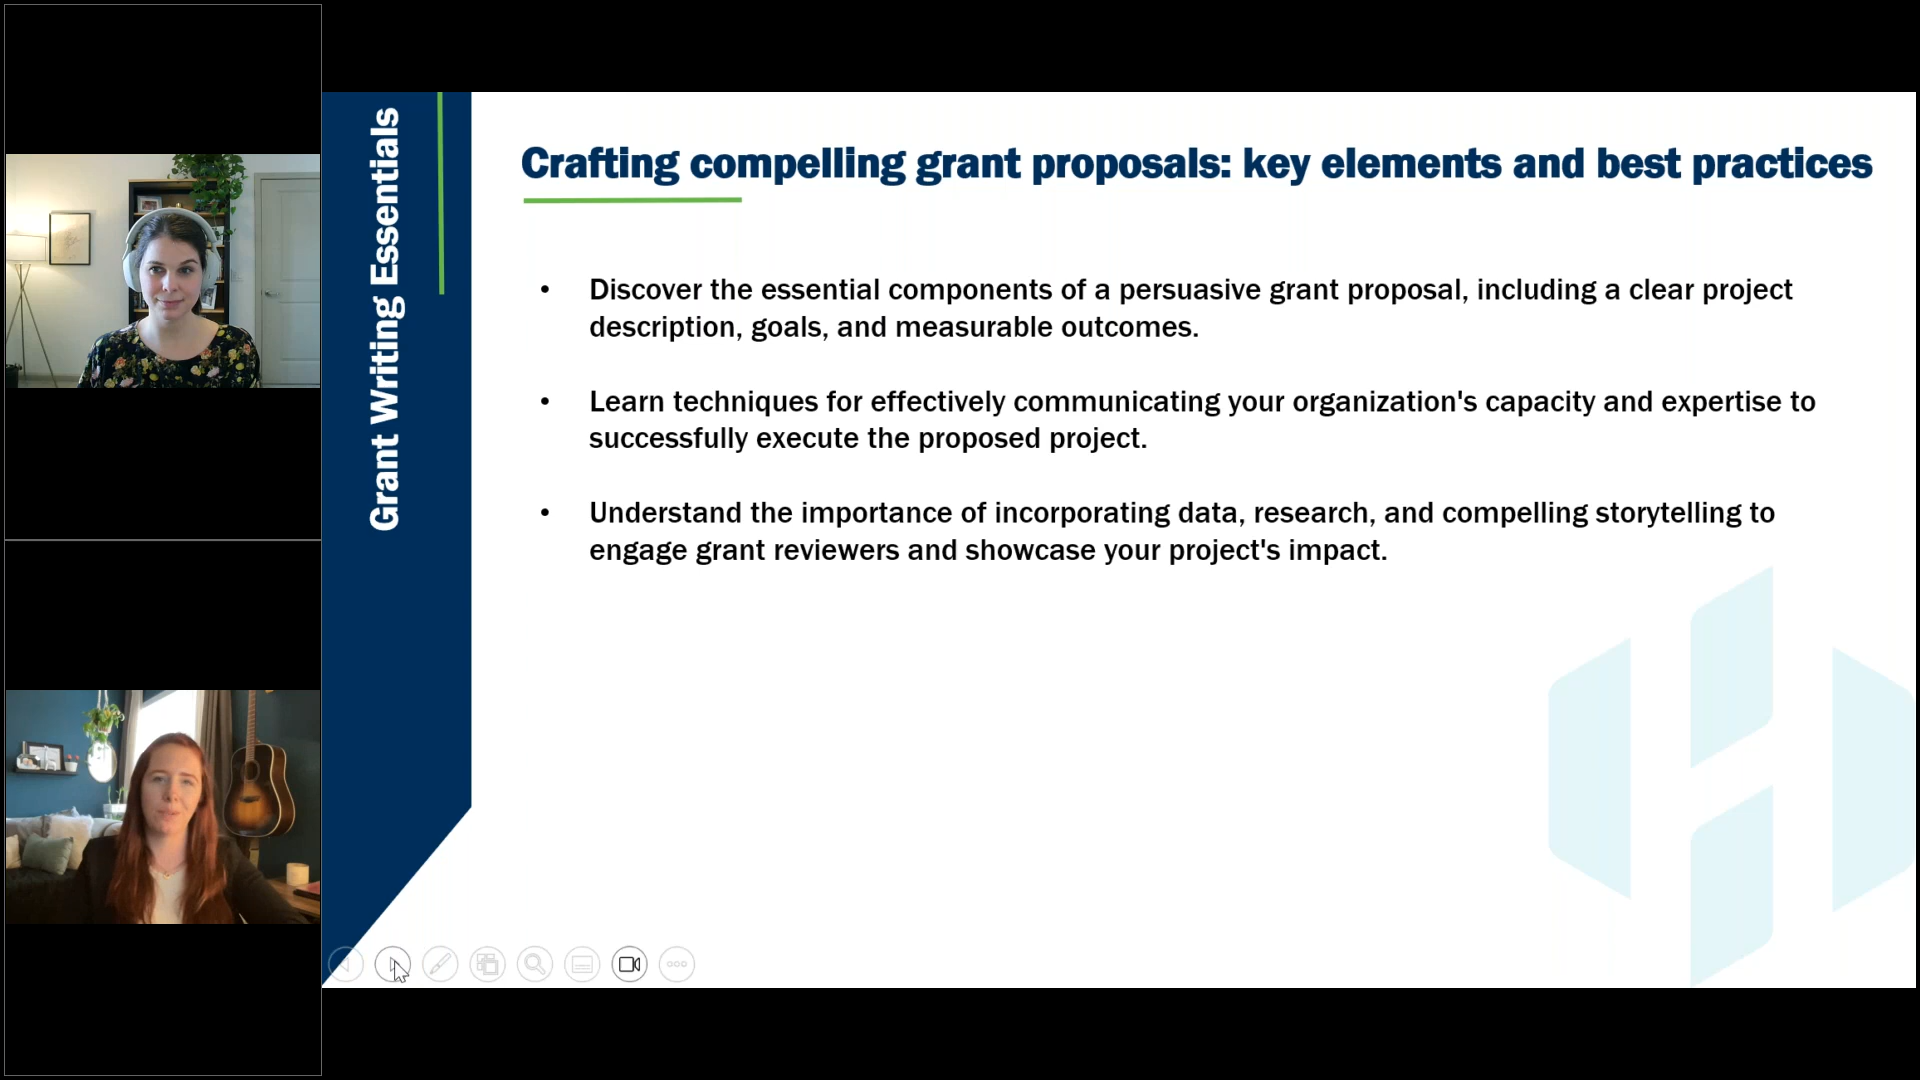 Grant Writing Essentials
Crafting compelling grant proposals: key elements and best practices
• Discover the essential components of a persuasive grant proposal, including a clear project
description, goals, and measurable outcomes.
• Learn techniques for effectively communicating your organization's capacity and expertise to
successfully execute the proposed project.
• Understand the importance of incorporating data, research, and compelling storytelling to
engage grant reviewers and showcase your project's impact.